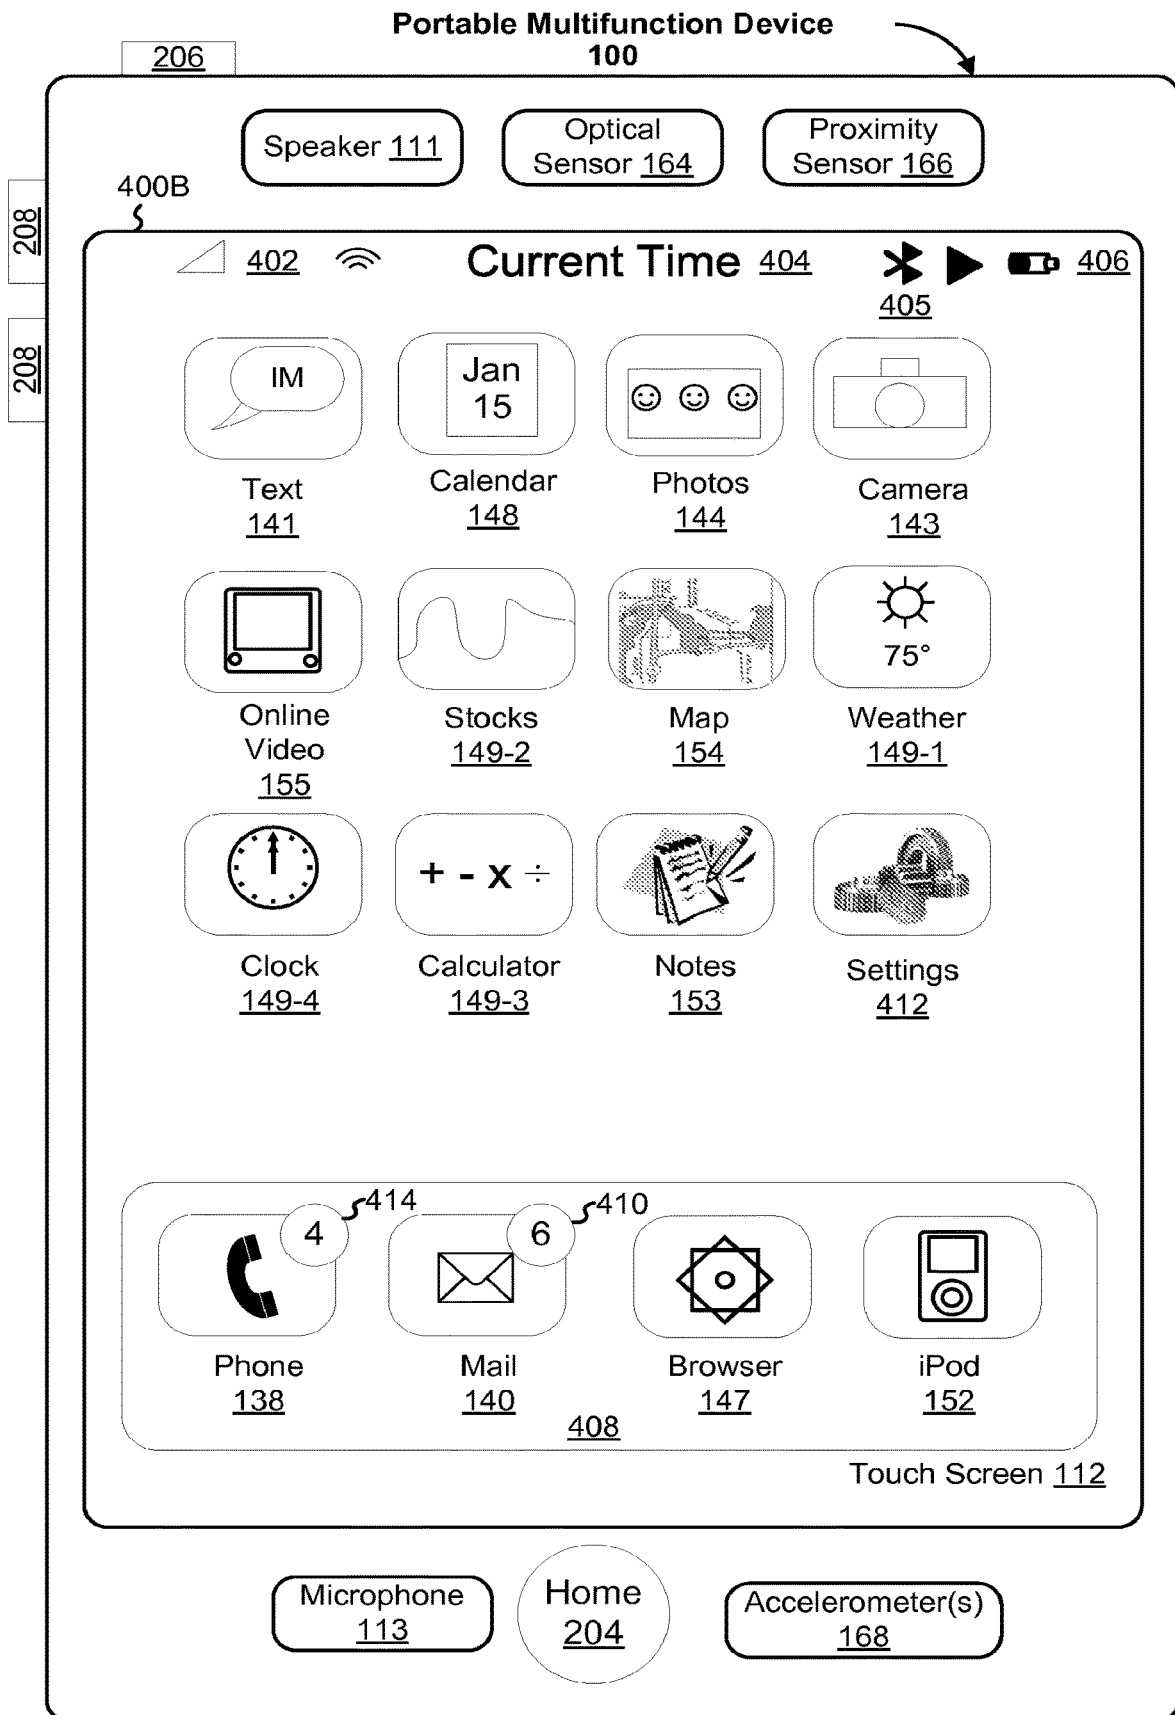 Portable Multifunction Device
100
206
Speaker 111
Optical
Sensor 164
Proximity
Sensor 166
400B
208
208
402
Current Time 404
406
405
IM
Jan
15
Text
141
Calendar
148
Photos
144
Camera
143
75°
Online
Video
155
Stocks
149-2
Map
154
Weather
149-1
+ - x ÷
Clock
149-4
Calculator
149-3
Notes
153
Settings
412
4
414
6
410
Phone
138
Mail
140
Browser
147
iPod
152
408
Touch Screen 112
Microphone
113
Home
204
Accelerometer(s)
168